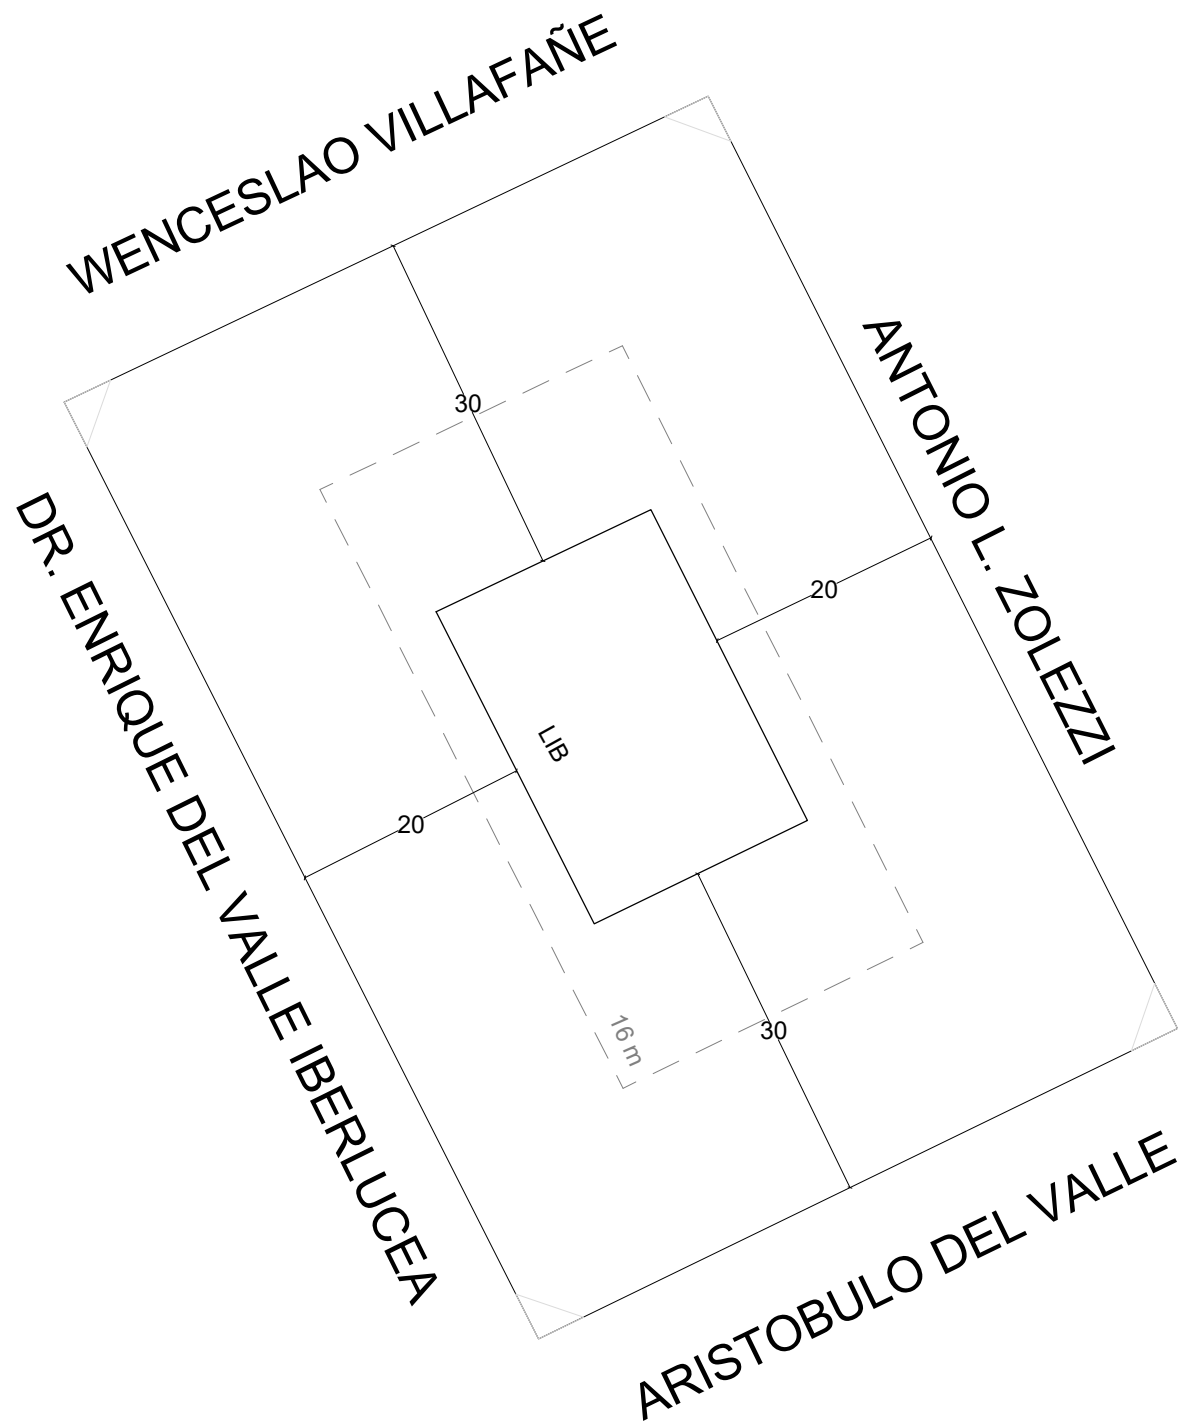 WENCESLAO VILLAFAÑE
ANTONIO L. ZOLEZZI
30
DR. ENRIQUE DEL VALLE IBERLUCEA
20
LIB
20
16 m
30
ARISTOBULO DEL VALLE